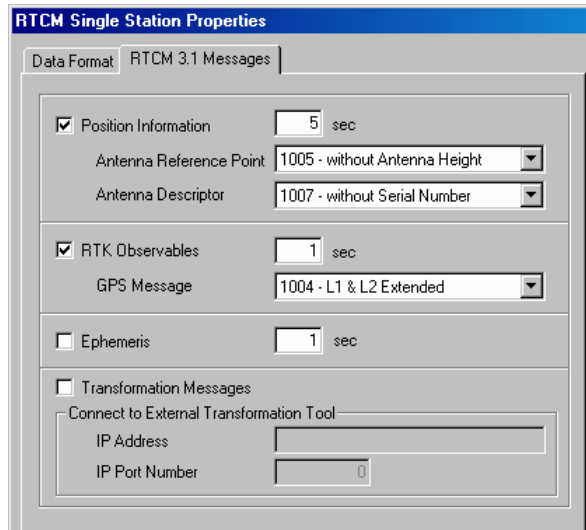 RTCM Single Station Properties
Data Format RTCM 3.1 Messages
Position Information 5 sec
Antenna Reference Point 1005 - without Antenna Height
Antenna Descriptor 1007 - without Serial Number
RTK Observables 1 sec
GPS Message 1004 - L1 & L2 Extended
Ephemeris 1 sec
Transformation Messages
Connect to External Transformation Tool
IP Address
IP Port Number 0